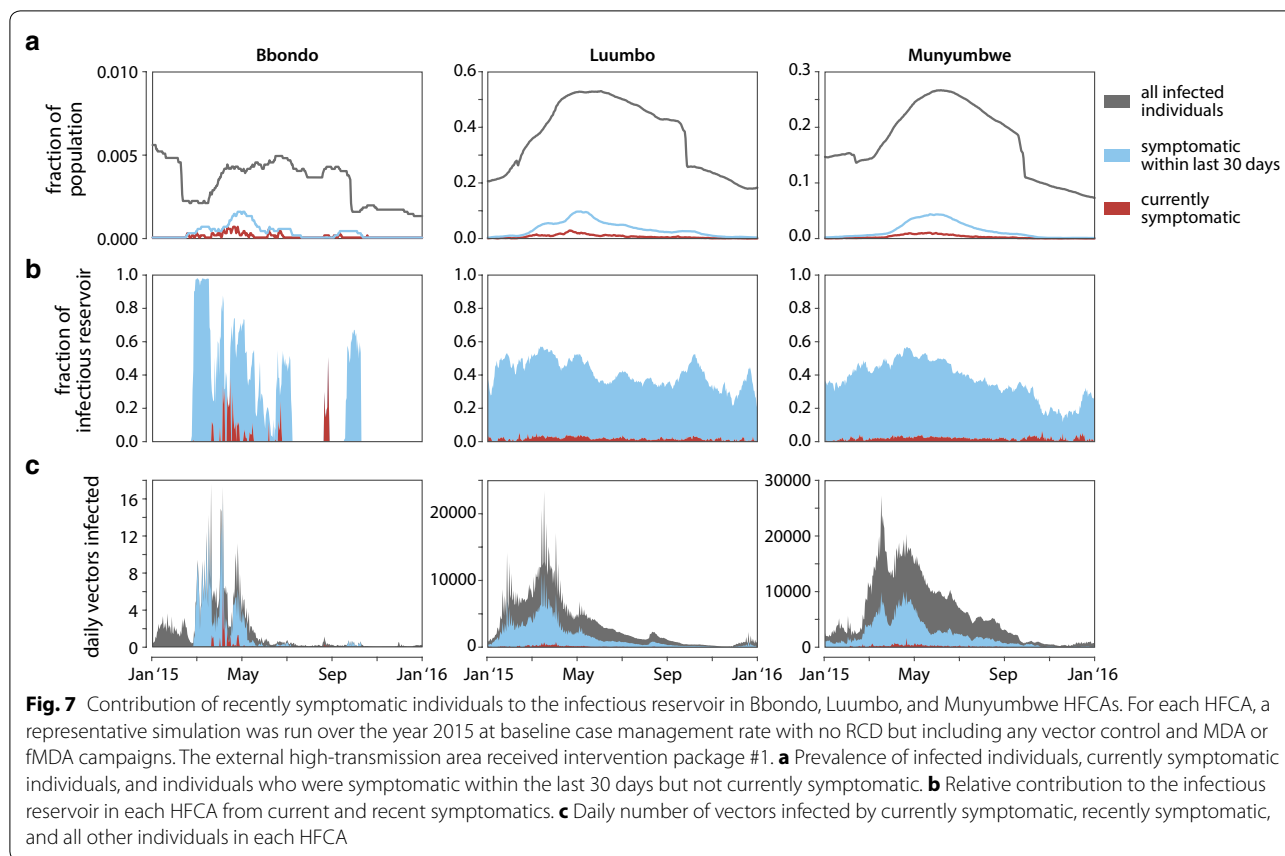 a
Bbondo
Luumbo
Munyumbwe
fraction of
population
0.010
0.005
0.000
0.6
0.4
0.2
0.0
0.3
0.2
0.1
0.0
all infected
individuals
symptomatic
within last 30 days
currently
symptomatic
b
fraction of
infectious reservoir
1.0
0.8
0.6
0.4
0.2
0.0
1.0
0.8
0.6
0.4
0.2
0.0
1.0
0.8
0.6
0.4
0.2
0.0
c
daily vectors infected
16
12
8
4
0
20000
10000
0
30000
20000
10000
0
Jan ‘15 May Sep Jan ‘16
Jan ‘15 May Sep Jan ‘16
Jan ‘15 May Sep Jan ‘16
Fig. 7 Contribution of recently symptomatic individuals to the infectious reservoir in Bbondo, Luumbo, and Munyumbwe HFCAs. For each HFCA, a
representative simulation was run over the year 2015 at baseline case management rate with no RCD but including any vector control and MDA or
fMDA campaigns. The external high-transmission area received intervention package #1. a Prevalence of infected individuals, currently symptomatic
individuals, and individuals who were symptomatic within the last 30 days but not currently symptomatic. b Relative contribution to the infectious
reservoir in each HFCA from current and recent symptomatics. c Daily number of vectors infected by currently symptomatic, recently symptomatic,
and all other individuals in each HFCA